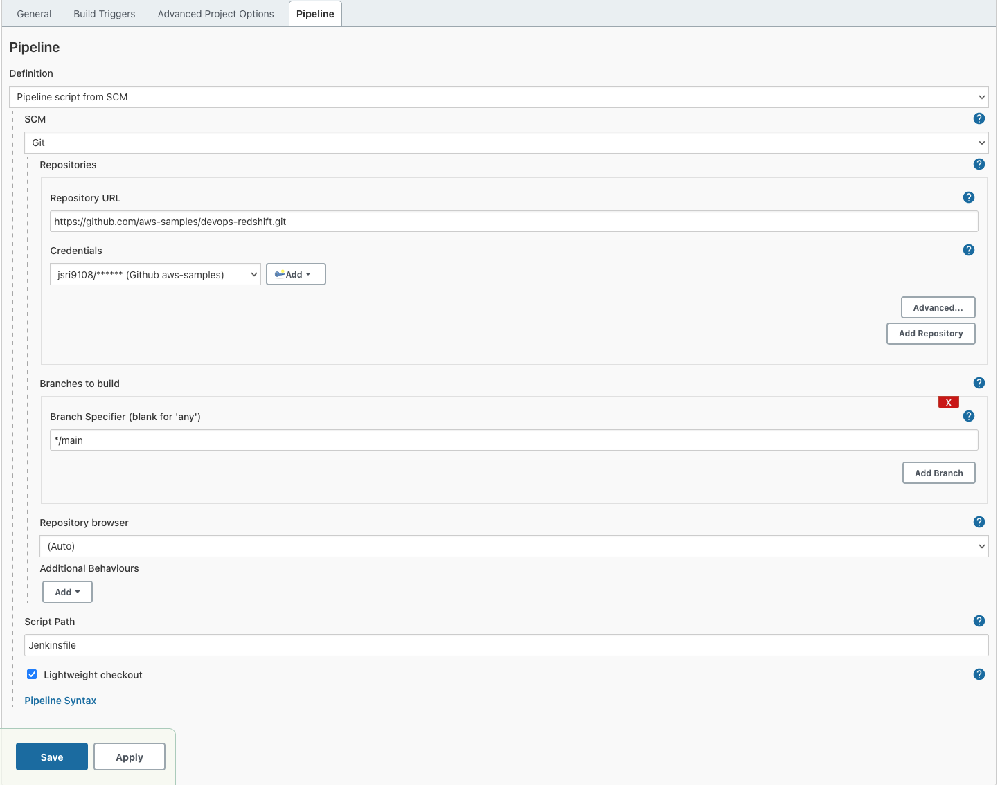 General Build Triggers Advanced Project Options Pipeline
Pipeline
Definition
Pipeline script from SCM
SCM ?
Git
Repositories ?
Repository URL ?
https://github.com/aws-samples/devops-redshift.git
Credentials ?
jsri9108/****** (Github aws-samples) Add
Advanced...
Add Repository
Branches to build ?
X
Branch Specifier (blank for 'any') ?
*/main
Add Branch
Repository browser ?
(Auto)
Additional Behaviours
Add
Script Path ?
Jenkinsfile
Lightweight checkout ?
Pipeline Syntax
Save Apply